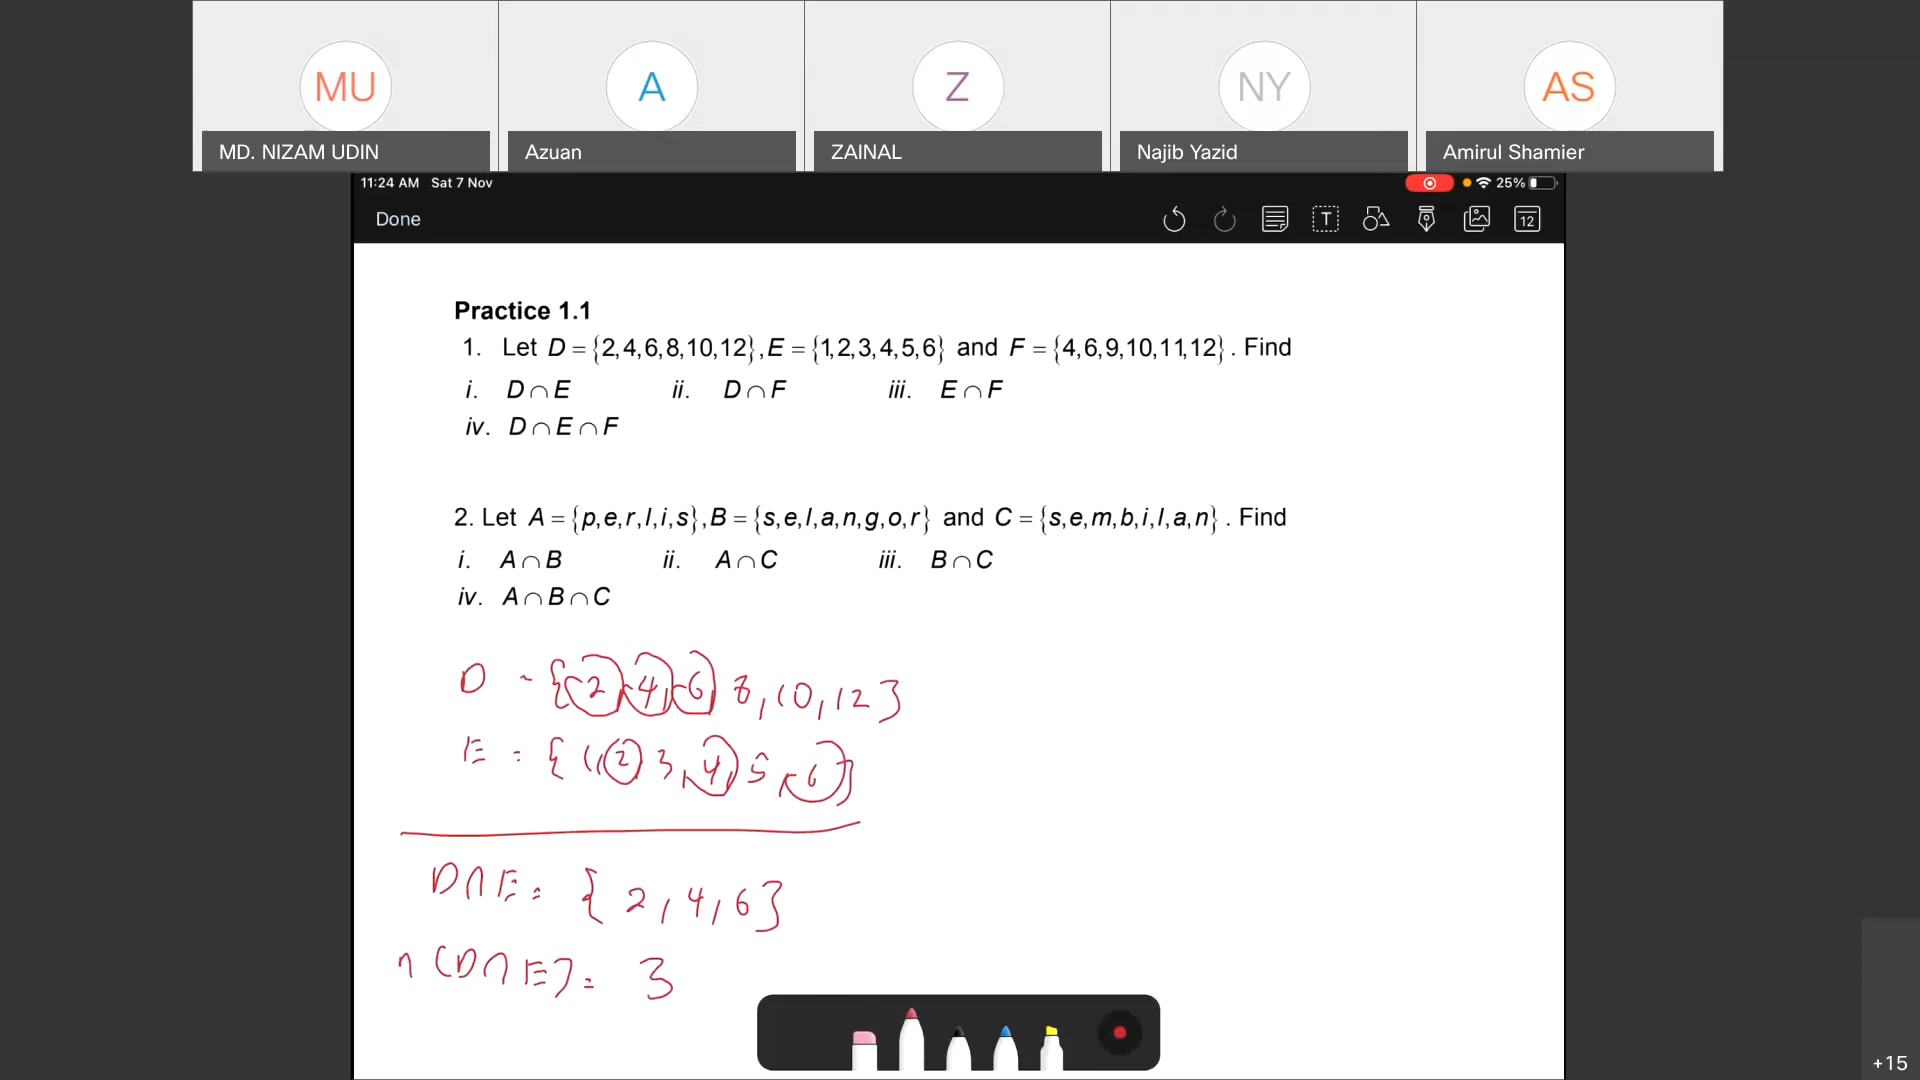 MU A Z NY AS
MD. NIZAM UDIN Azuan ZAINAL Najib Yazid Amirul Shamier
11:24 AM Sat 7 Nov 25%
Done T 12
Practice 1.1
1. Let D = {2,4,6,8,10,12}, E = {1,2,3,4,5,6} and F = {4,6,9,10,11,12}. Find
i. D∩E ii. D∩F iii. E∩F
iv. D∩E∩F
2. Let A = {p,e,r,l,i,s}, B = {s,e,l,a,n,g,o,r} and C = {s,e,m,b,i,l,a,n}. Find
i. A∩B ii. A∩C iii. B∩C
iv. A∩B∩C
D = {2,4,6,8,10,12}
E = {1,2,3,4,5,6}
D∩E = {2,4,6}
n(D∩E) = 3
+15